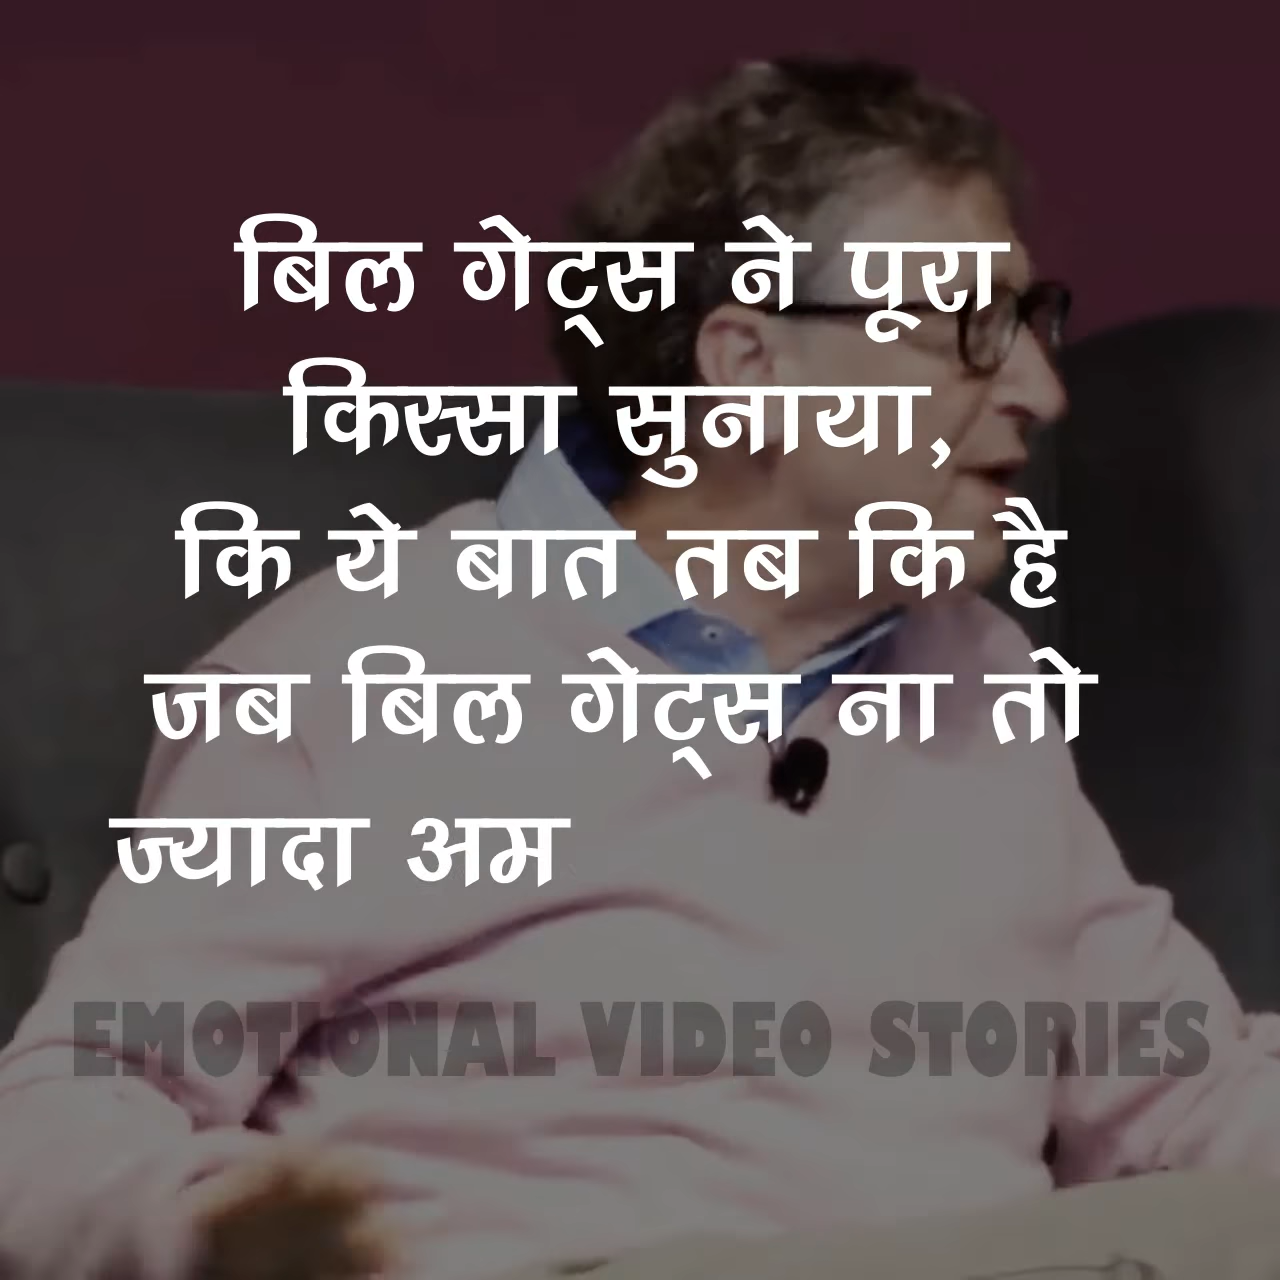 बिल गेट्स ने पूरा
किस्सा सुनाया,
कि ये बात तब कि है
जब बिल गेट्स ना तो
ज्यादा अम
EMOTIONAL VIDEO STORIES